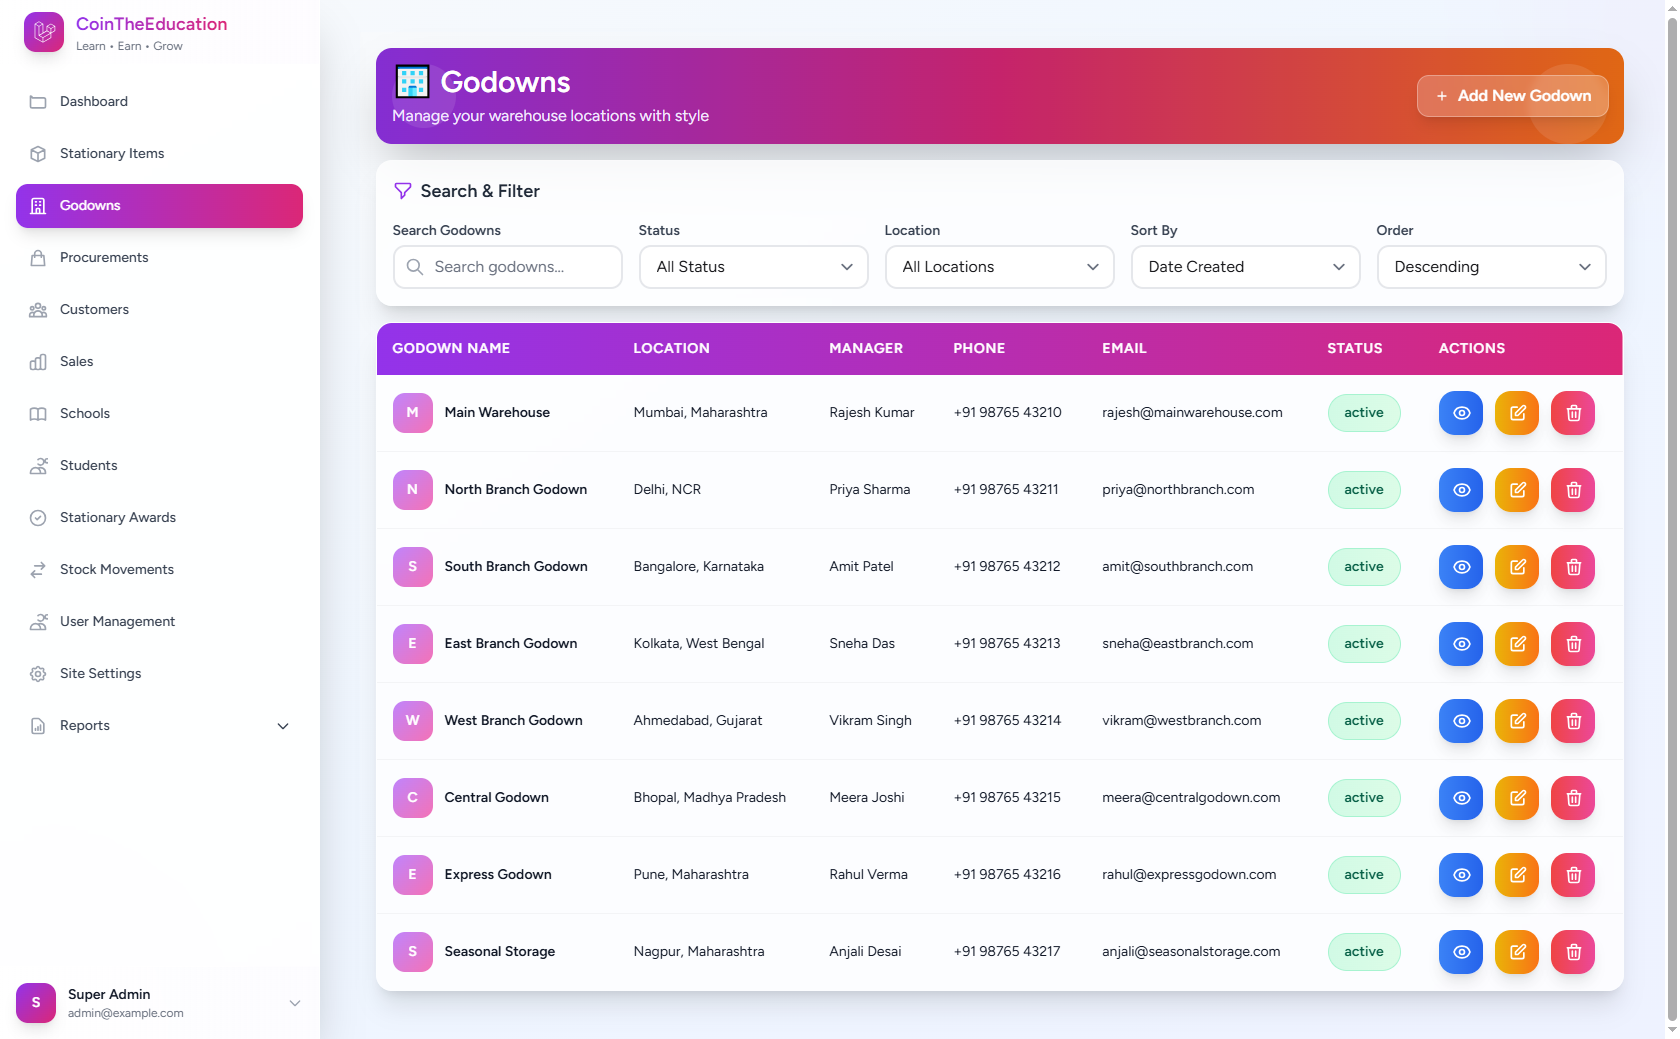 CoinTheEducation
Learn • Earn • Grow
Dashboard
Stationary Items
Godowns
Procurements
Customers
Sales
Schools
Students
Stationary Awards
Stock Movements
User Management
Site Settings
Reports
S
Super Admin
admin@example.com
Godowns
Manage your warehouse locations with style
+ Add New Godown
Search & Filter
Search Godowns Status Location Sort By Order
Search godowns... All Status All Locations Date Created Descending
GODOWN NAME LOCATION MANAGER PHONE EMAIL STATUS ACTIONS
M Main Warehouse Mumbai, Maharashtra Rajesh Kumar +91 98765 43210 rajesh@mainwarehouse.com active
N North Branch Godown Delhi, NCR Priya Sharma +91 98765 43211 priya@northbranch.com active
S South Branch Godown Bangalore, Karnataka Amit Patel +91 98765 43212 amit@southbranch.com active
E East Branch Godown Kolkata, West Bengal Sneha Das +91 98765 43213 sneha@eastbranch.com active
W West Branch Godown Ahmedabad, Gujarat Vikram Singh +91 98765 43214 vikram@westbranch.com active
C Central Godown Bhopal, Madhya Pradesh Meera Joshi +91 98765 43215 meera@centralgodown.com active
E Express Godown Pune, Maharashtra Rahul Verma +91 98765 43216 rahul@expressgodown.com active
S Seasonal Storage Nagpur, Maharashtra Anjali Desai +91 98765 43217 anjali@seasonalstorage.com active